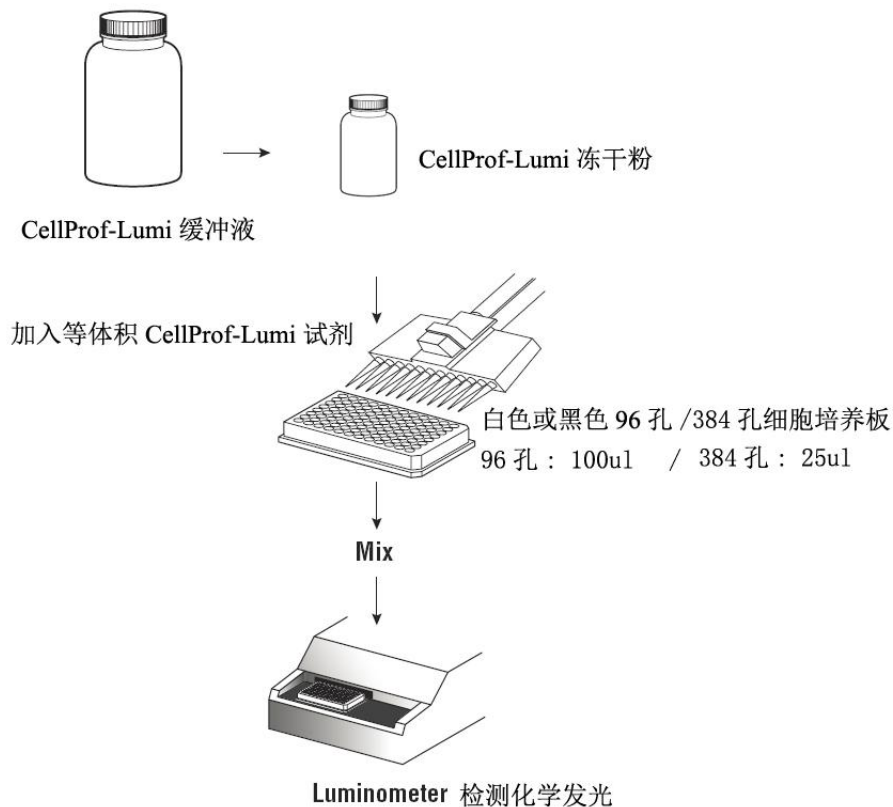 CellProf-Lumi 冻干粉
CellProf-Lumi 缓冲液
加入等体积 CellProf-Lumi 试剂
白色或黑色 96 孔 /384 孔细胞培养板
96 孔： 100ul / 384 孔： 25ul
Mix
Luminometer 检测化学发光